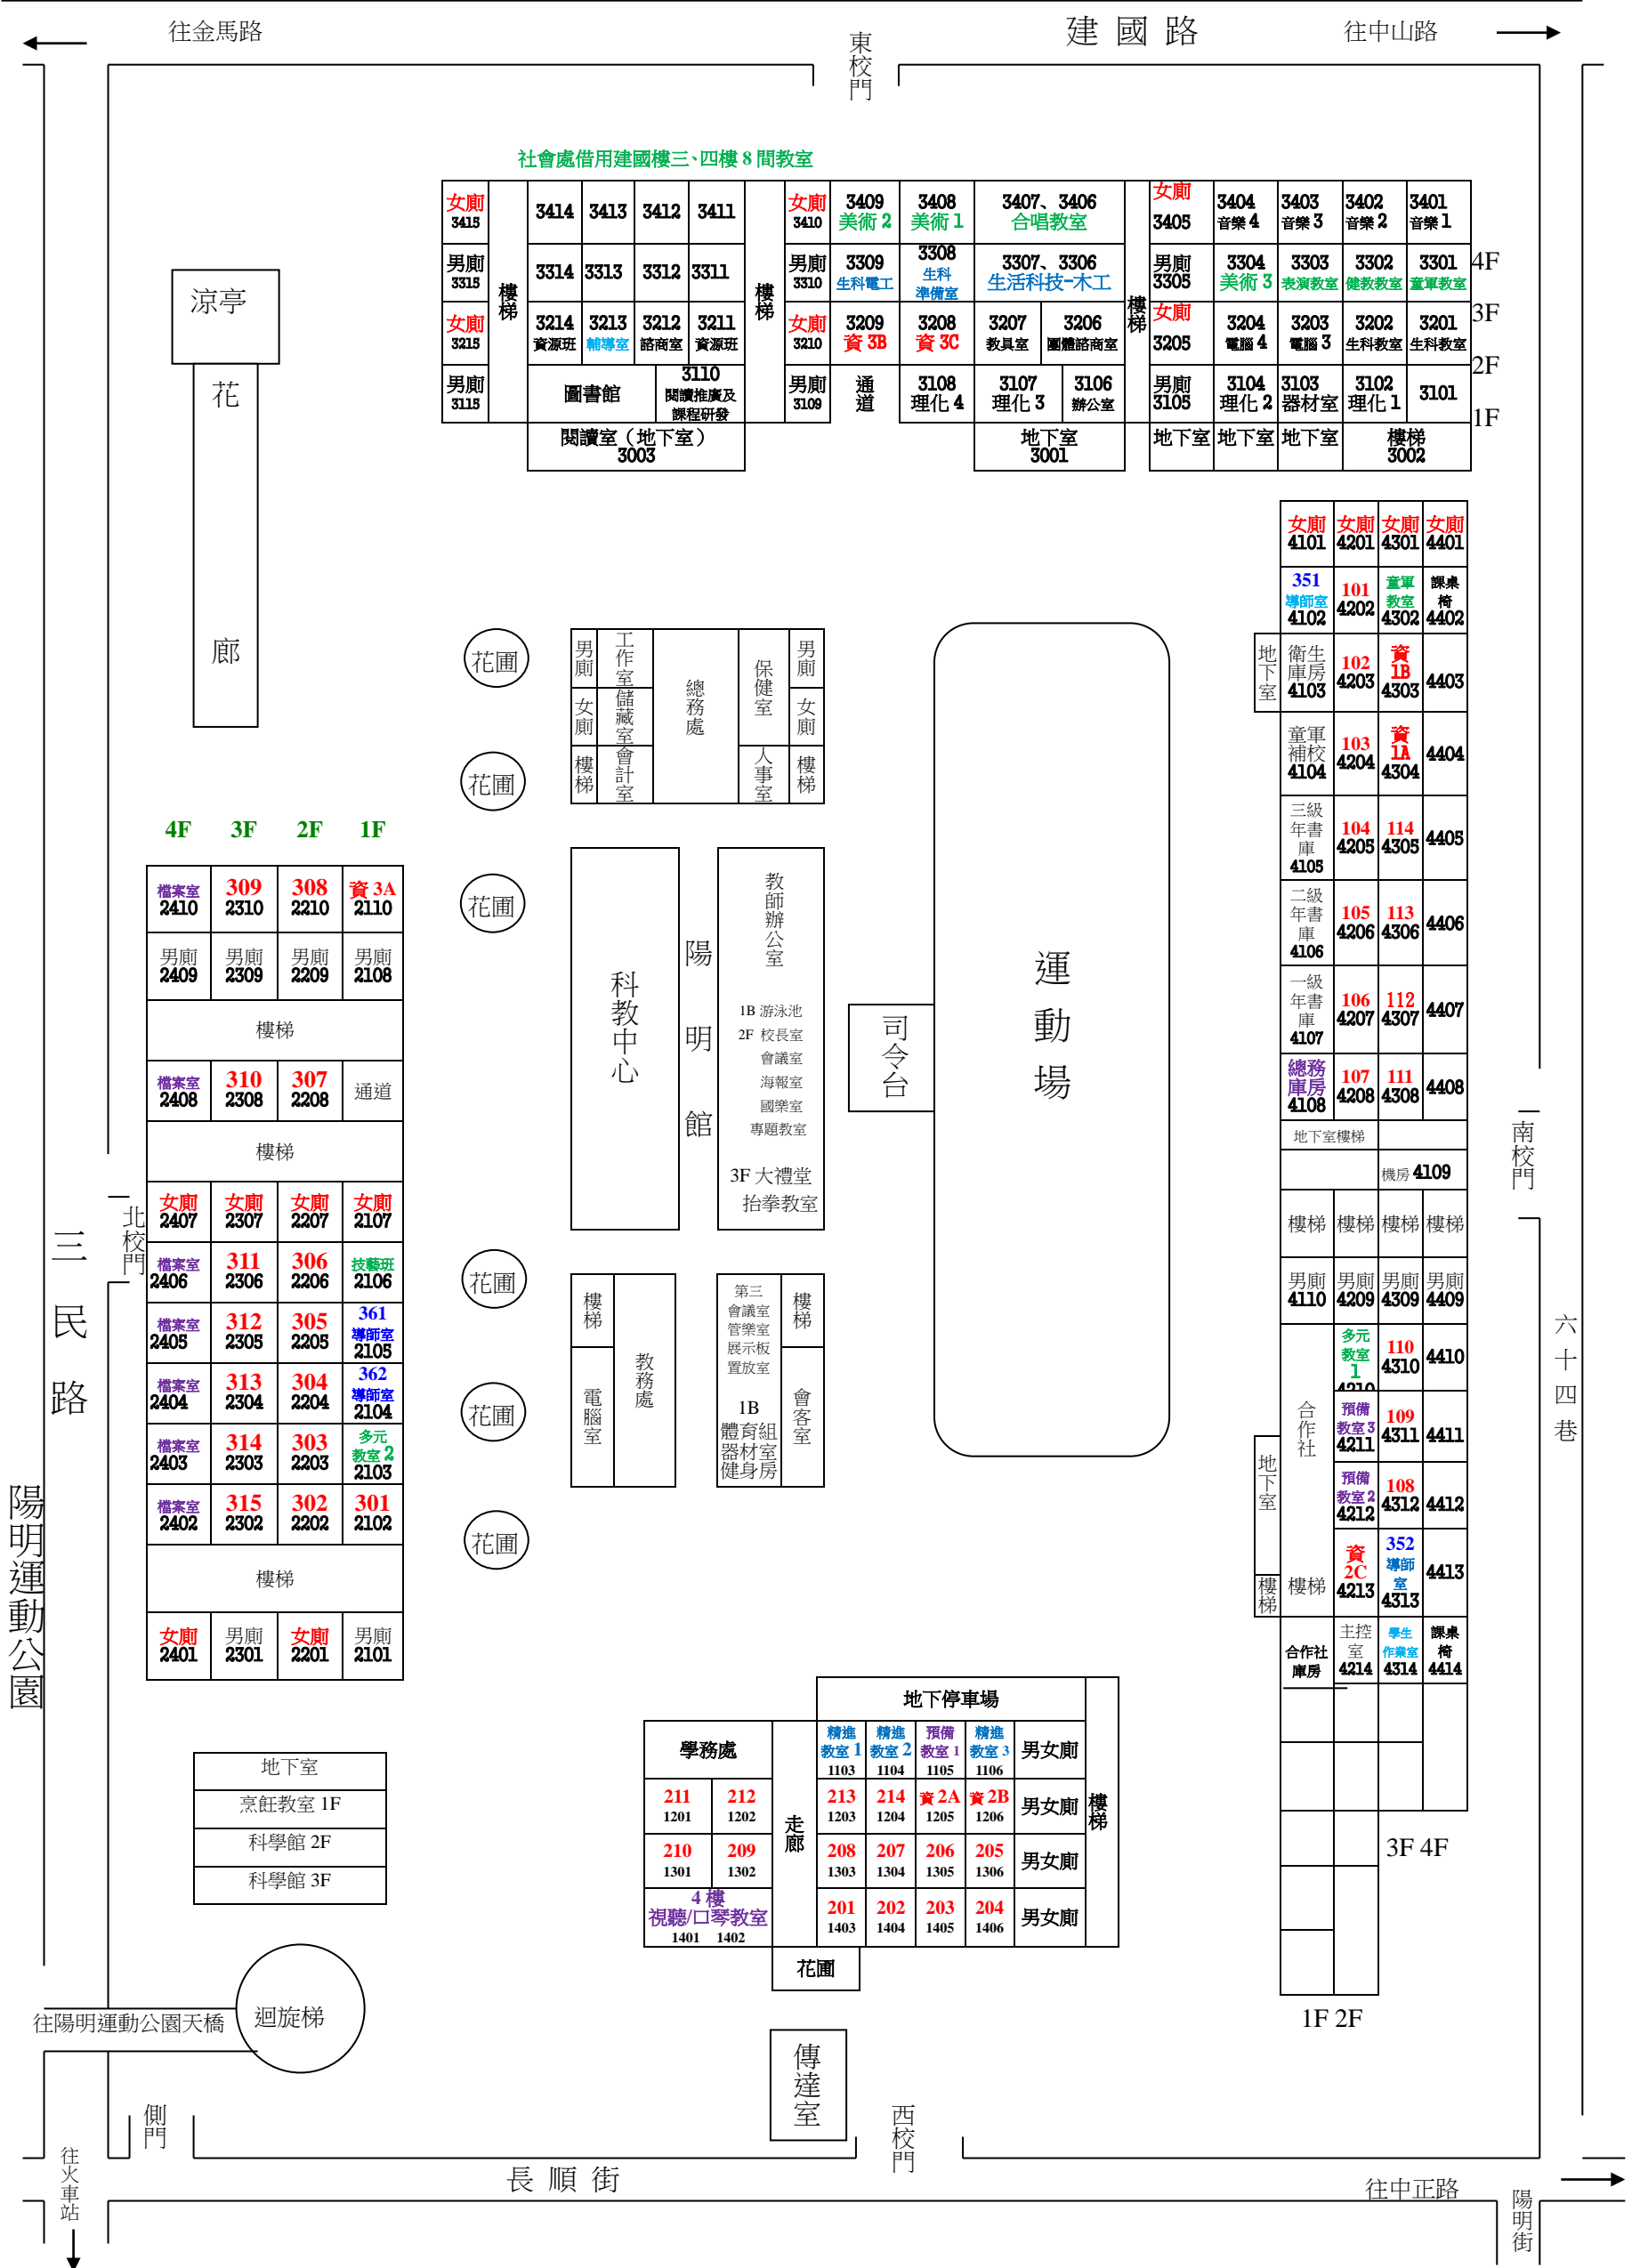 往金馬路
建國路
往中山路
東校門
社會處借用建國樓三、四樓 8 間教室
女廁 3415
3414
3413
3412
3411
女廁 3410
3409 美術 2
3408 美術 1
3407、3406 合唱教室
女廁 3405
3404 音樂 4
3403 音樂 3
3402 音樂 2
3401 音樂 1
男廁 3315
樓梯
3314
3313
3312
3311
樓梯
男廁 3310
3309 生科電工
3308 生科準備室
3307、3306 生活科技-木工
樓梯
男廁 3305
3304 美術 3
3303 表演教室
3302 健教教室
3301 童軍教室
4F
女廁 3215
3214 資源班
3213 輔導室
3212 諮商室
3211 資源班
女廁 3210
3209 資 3B
3208 資 3C
3207 教具室
3206 團體諮商室
女廁 3205
3204 電腦 4
3203 電腦 3
3202 生科教室
3201 生科教室
3F
2F
男廁 3115
圖書館
3110 閱讀推廣及課程研發
男廁 3109
通道
3108 理化 4
3107 理化 3
3106 辦公室
男廁 3105
3104 理化 2
3103 器材室
3102 理化 1
3101
1F
閱讀室（地下室）3003
地下室 3001
地下室
地下室
地下室
樓梯 3002
涼亭
花廊
女廁 4101
女廁 4201
女廁 4301
女廁 4401
351 導師室 4102
101 4202
童軍教室 4302
課桌椅 4402
地下室
衛生庫房 4103
102 4203
資 1B 4303
4403
童軍補校 4104
103 4204
資 1A 4304
4404
三級年書庫 4105
104 4205
114 4305
4405
二級年書庫 4106
105 4206
113 4306
4406
一級年書庫 4107
106 4207
112 4307
4407
總務庫房 4108
107 4208
111 4308
4408
地下室樓梯
機房 4109
樓梯
樓梯
樓梯
樓梯
男廁 4110
男廁 4209
男廁 4309
男廁 4409
合作社
多元教室 1 4210
110 4310
4410
預備教室 3 4211
109 4311
4411
地下室
預備教室 2 4212
108 4312
4412
樓梯
樓梯
資 2C 4213
352 導師室 4313
4413
合作社庫房
主控室 4214
學生作業室 4314
課桌椅 4414
3F 4F
1F 2F
南校門
六十四巷
花圃
花圃
花圃
花圃
花圃
花圃
男廁
工作室
總務處
保健室
男廁
女廁
儲藏室
女廁
樓梯
會計室
人事室
樓梯
科教中心
陽明館
教師辦公室
1B 游泳池
2F 校長室
會議室
海報室
國樂室
專題教室
3F 大禮堂
抬拳教室
司令台
運動場
樓梯
電腦室
教務處
第三
會議室
管樂室
展示板
置放室
1B
體育組
器材室
健身房
樓梯
會客室
4F
3F
2F
1F
檔案室 2410
309 2310
308 2210
資 3A 2110
男廁 2409
男廁 2309
男廁 2209
男廁 2108
樓梯
檔案室 2408
310 2308
307 2208
通道
樓梯
女廁 2407
女廁 2307
女廁 2207
女廁 2107
檔案室 2406
311 2306
306 2206
技藝班 2106
檔案室 2405
312 2305
305 2205
361 導師室 2105
檔案室 2404
313 2304
304 2204
362 導師室 2104
檔案室 2403
314 2303
303 2203
多元教室 2 2103
檔案室 2402
315 2302
302 2202
301 2102
樓梯
女廁 2401
男廁 2301
女廁 2201
男廁 2101
北校門
三民路
陽明運動公園
地下室
烹飪教室 1F
科學館 2F
科學館 3F
地下停車場
學務處
精進教室 1 1103
精進教室 2 1104
預備教室 1 1105
精進教室 3 1106
男女廁
樓梯
211 1201
212 1202
走廊
213 1203
214 1204
資 2A 1205
資 2B 1206
男女廁
210 1301
209 1302
208 1303
207 1304
206 1305
205 1306
男女廁
4 樓
視聽/口琴教室
1401 1402
201 1403
202 1404
203 1405
204 1406
男女廁
花圃
往陽明運動公園天橋
迴旋梯
傳達室
側門
西校門
往火車站
長順街
往中正路
陽明街